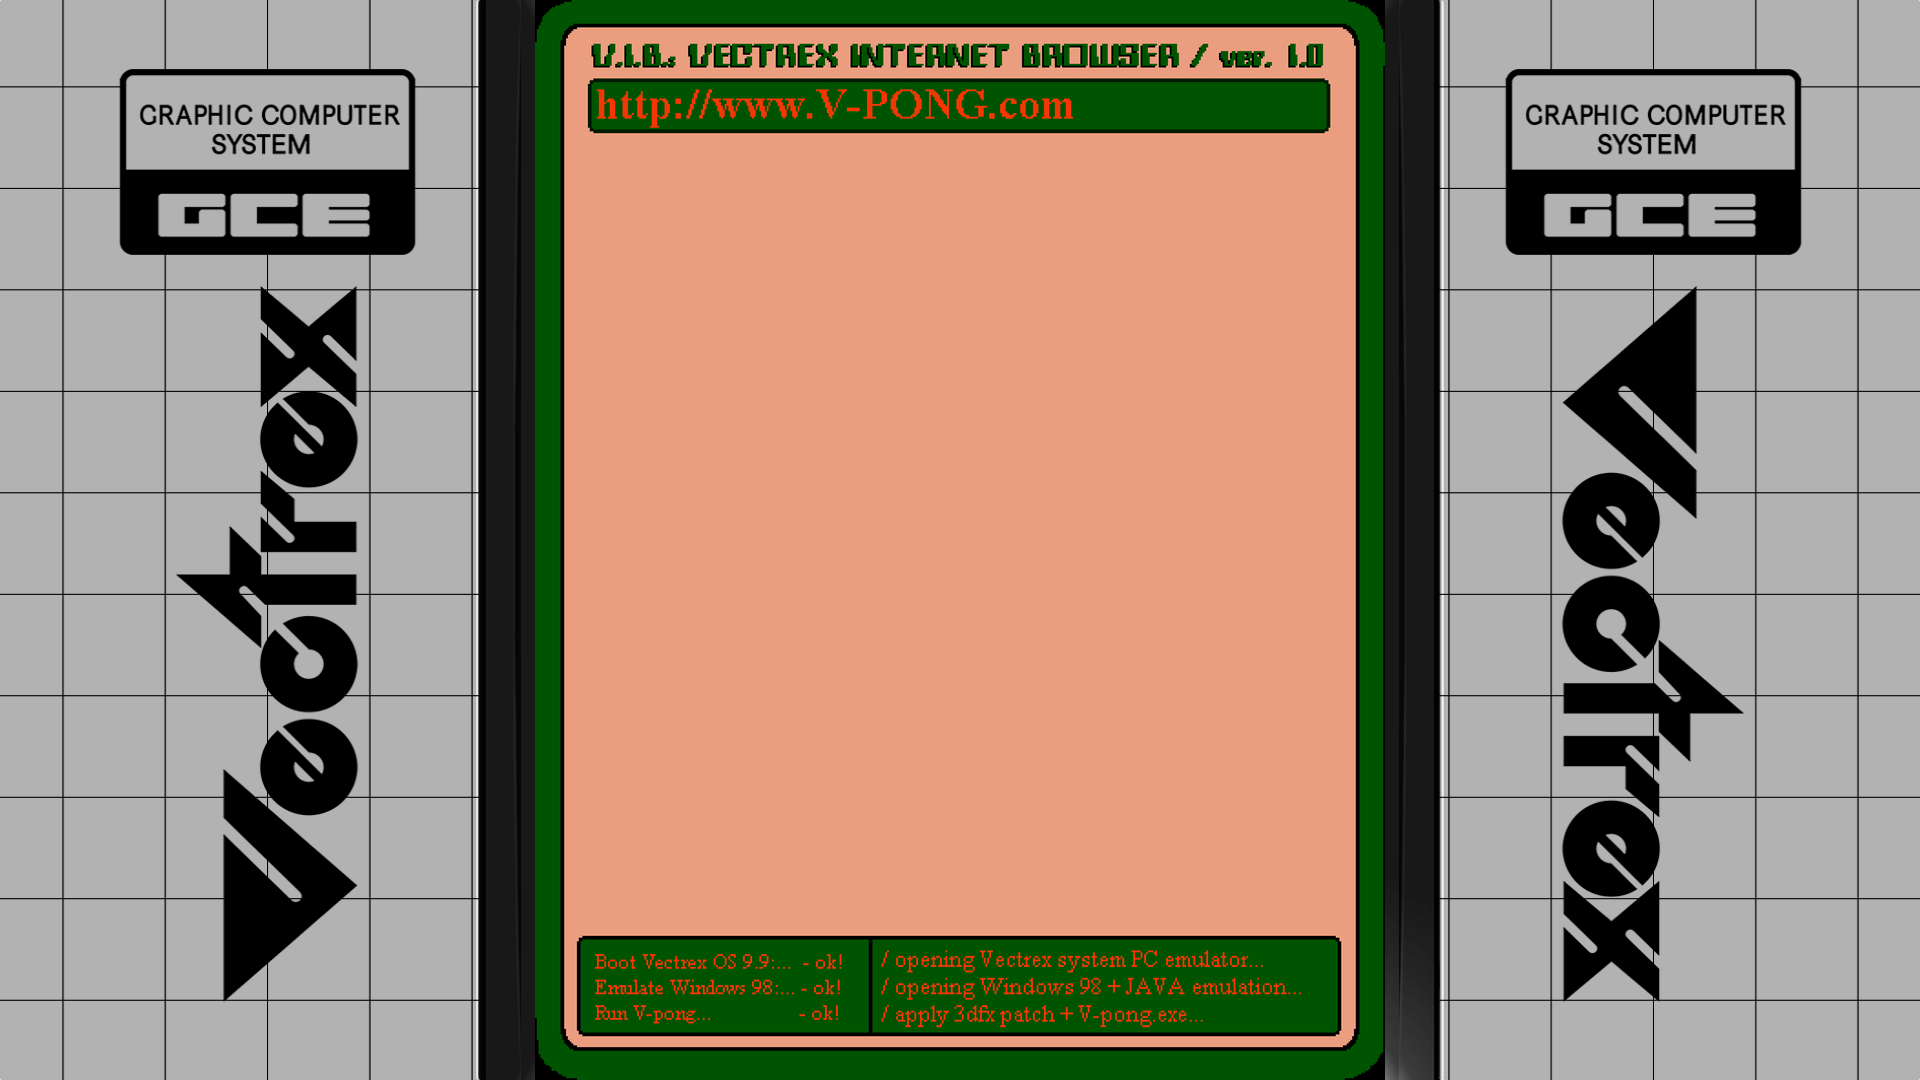 GRAPHIC COMPUTER
SYSTEM
GCE
Vectrex
V.I.B.: VECTREX INTERNET BROWSER / ver. 1.0
http://www.V-PONG.com
Boot Vectrex OS 9.9:... - ok!
Emulate Windows 98:... - ok!
Run V-pong... - ok!
/ opening Vectrex system PC emulator...
/ opening Windows 98 + JAVA emulation...
/ apply 3dfx patch + V-pong.exe...
GRAPHIC COMPUTER
SYSTEM
GCE
Vectrex